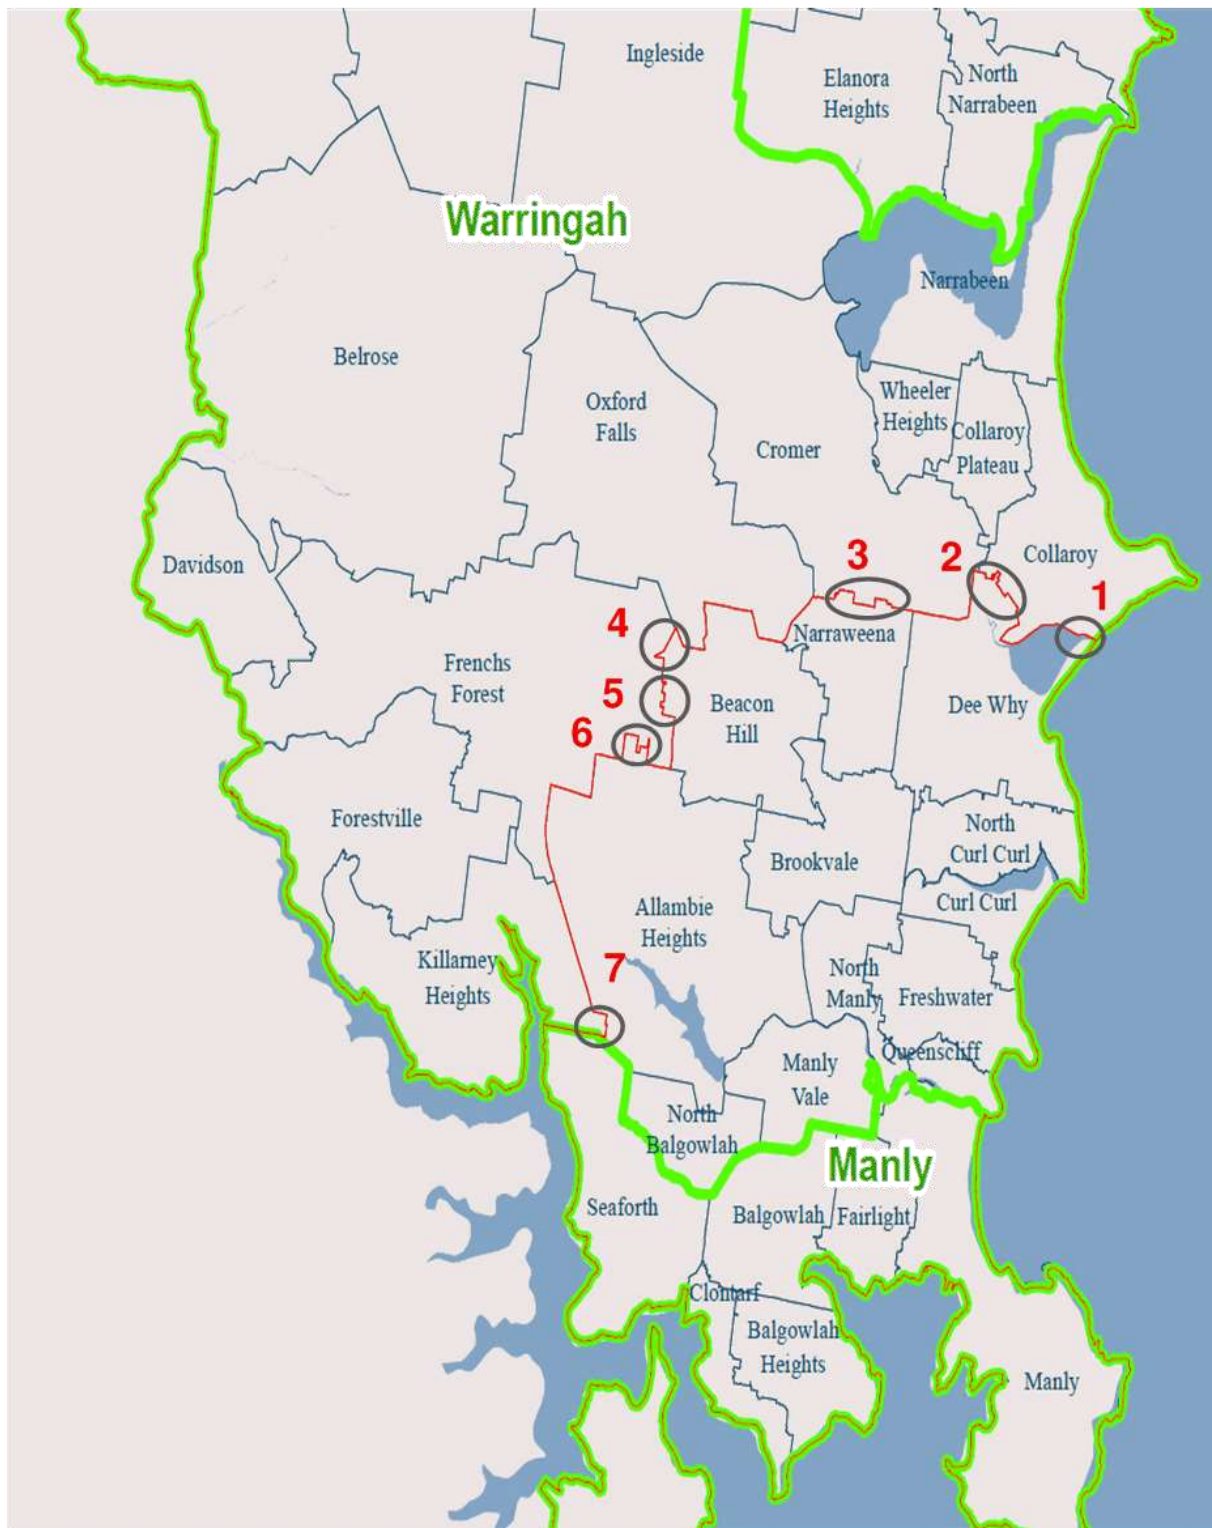 Ingleside
Elanora
Heights
North
Narrabeen
Warringah
Narrabeen
Belrose
Oxford
Falls
Wheeler
Heights
Collaroy
Plateau
Cromer
Davidson
3
2
Collaroy
1
4
Narraweena
Frenchs
Forest
5
Beacon
Hill
Dee Why
6
Forestville
North
Curl Curl
Brookvale
Curl Curl
Allambie
Heights
Killarney
Heights
7
North
Manly
Freshwater
Queenscliff
Manly
Vale
North
Balgowlah
Manly
Seaforth
Balgowlah
Fairlight
Clontarf
Balgowlah
Heights
Manly